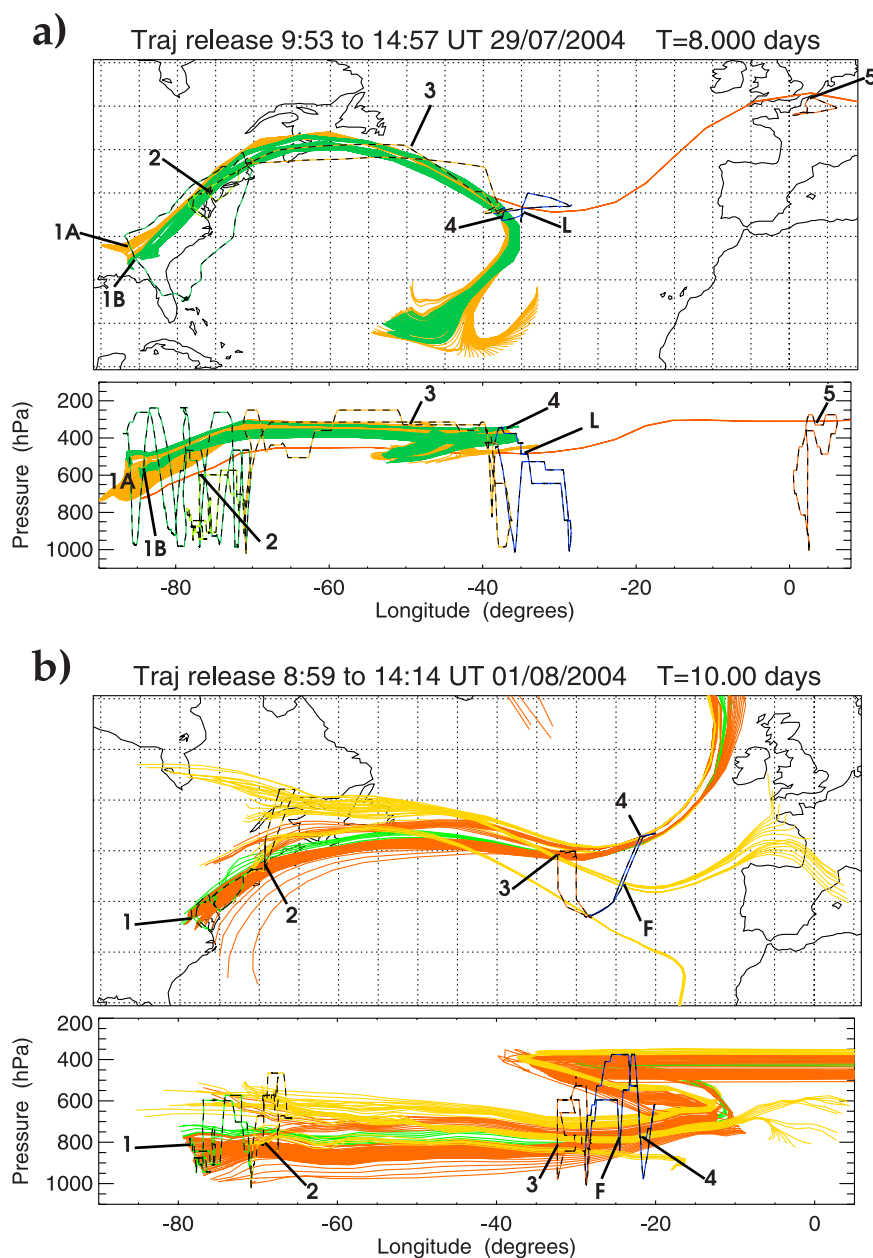 a)
Traj release 9:53 to 14:57 UT 29/07/2004 T=8.000 days
5
3
2
1A
4 L
1B
200
400
600
800
1000
Pressure (hPa)
3 4 5
L
1A
1B 2
-80 -60 -40 -20 0
Longitude (degrees)
b)
Traj release 8:59 to 14:14 UT 01/08/2004 T=10.00 days
4
3
1 2 F
200
400
600
800
1000
Pressure (hPa)
1
2 3 F 4
-80 -60 -40 -20 0
Longitude (degrees)